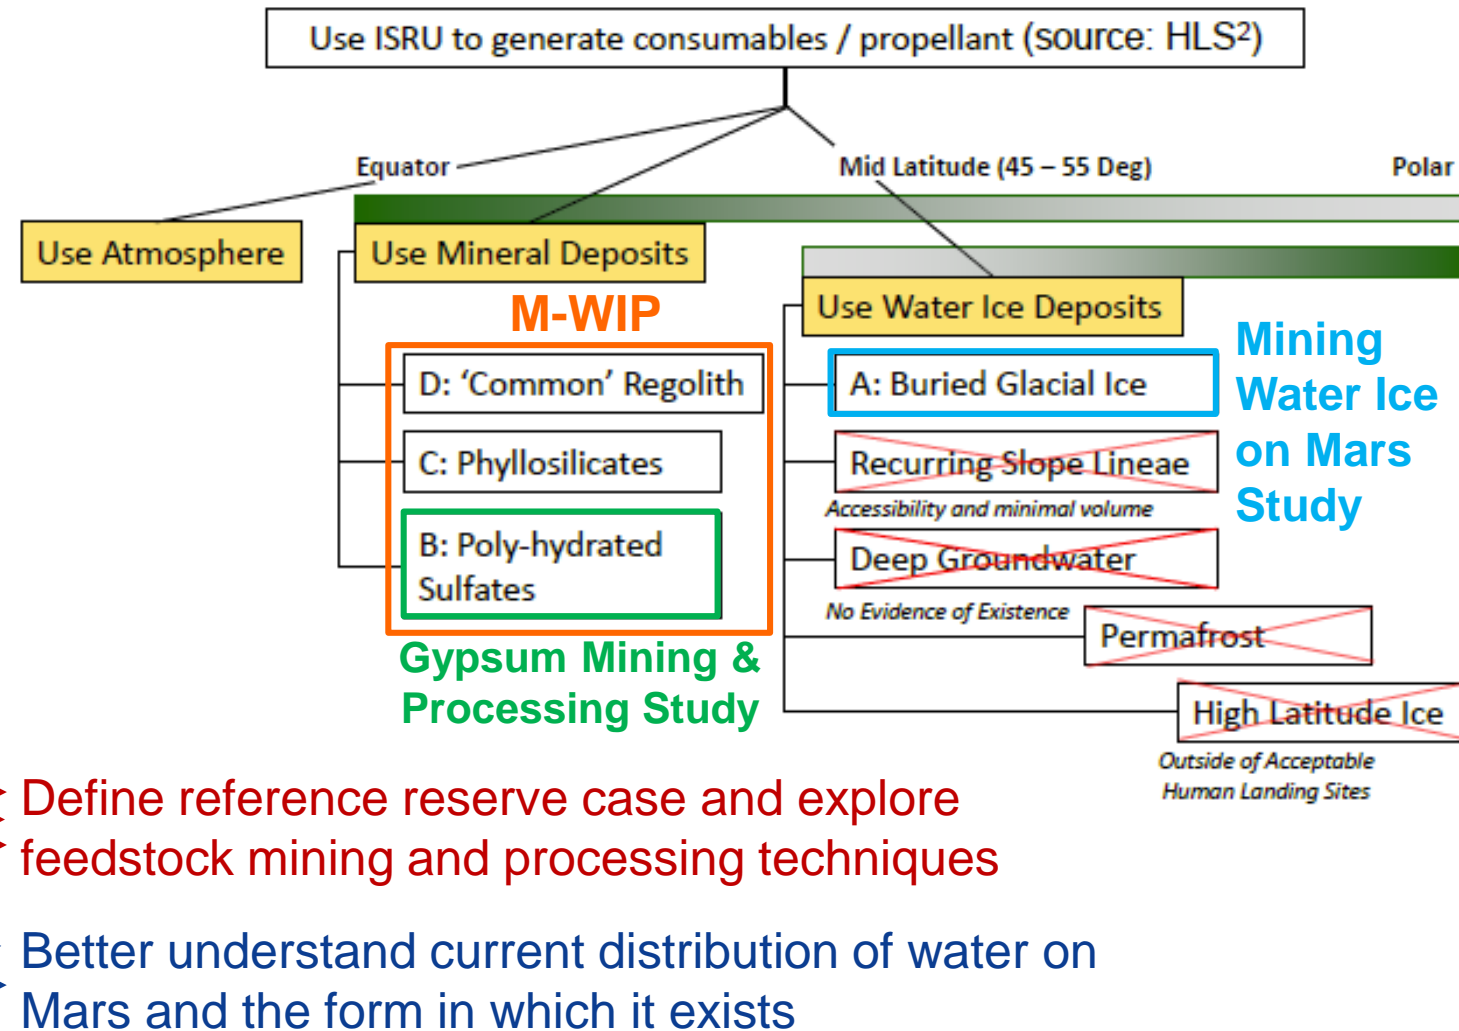 Use ISRU to generate consumables / propellant (source: HLS²)
Equator
Mid Latitude (45 – 55 Deg)
Polar
Use Atmosphere
Use Mineral Deposits
M-WIP
D: ‘Common’ Regolith
C: Phyllosilicates
B: Poly-hydrated
Sulfates
Gypsum Mining &
Processing Study
Use Water Ice Deposits
A: Buried Glacial Ice
Mining
Water Ice
on Mars
Study
Recurring Slope Lineae
Accessibility and minimal volume
Deep Groundwater
No Evidence of Existence
Permafrost
High Latitude Ice
Outside of Acceptable
Human Landing Sites
Define reference reserve case and explore
feedstock mining and processing techniques
Better understand current distribution of water on
Mars and the form in which it exists